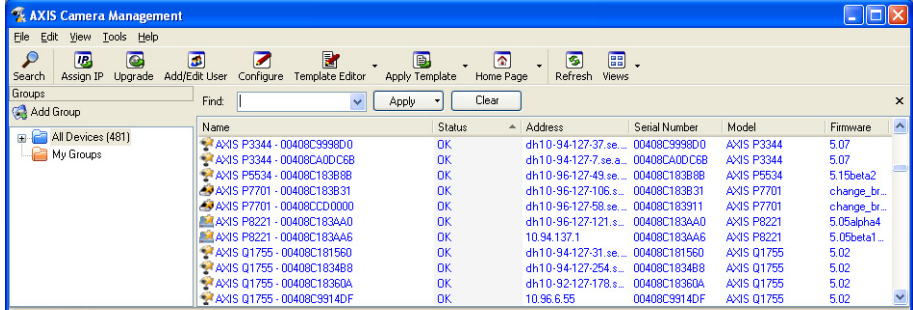 AXIS Camera Management
File Edit View Tools Help
Search Assign IP Upgrade Add/Edit User Configure Template Editor Apply Template Home Page Refresh Views
Groups
Find: Apply Clear
Add Group
All Devices (481)
My Groups
Name Status Address Serial Number Model Firmware
AXIS P3344 - 00408C9998D0 OK dh10-94-127-37.se... 00408C9998D0 AXIS P3344 5.07
AXIS P3344 - 00408CA0DC6B OK dh10-94-127-7.se.a... 00408CA0DC6B AXIS P3344 5.07
AXIS P5534 - 00408C183B8B OK dh10-96-127-49.se.... 00408C183B8B AXIS P5534 5.15beta2
AXIS P7701 - 00408C183B31 OK dh10-96-127-106.s... 00408C183B31 AXIS P7701 change_br...
AXIS P7701 - 00408CCD0000 OK dh10-96-127-58.se.... 00408C183911 AXIS P7701 change_br...
AXIS P8221 - 00408C183AA0 OK dh10-96-127-121.s... 00408C183AA0 AXIS P8221 5.05alpha4
AXIS P8221 - 00408C183AA6 OK 10.94.137.1 00408C183AA6 AXIS P8221 5.05beta1...
AXIS Q1755 - 00408C181560 OK dh10-94-127-31.se.... 00408C181560 AXIS Q1755 5.02
AXIS Q1755 - 00408C1834B8 OK dh10-94-127-254.s... 00408C1834B8 AXIS Q1755 5.02
AXIS Q1755 - 00408C18360A OK dh10-92-127-178.s... 00408C18360A AXIS Q1755 5.02
AXIS Q1755 - 00408C9914DF OK 10.96.6.55 00408C9914DF AXIS Q1755 5.02